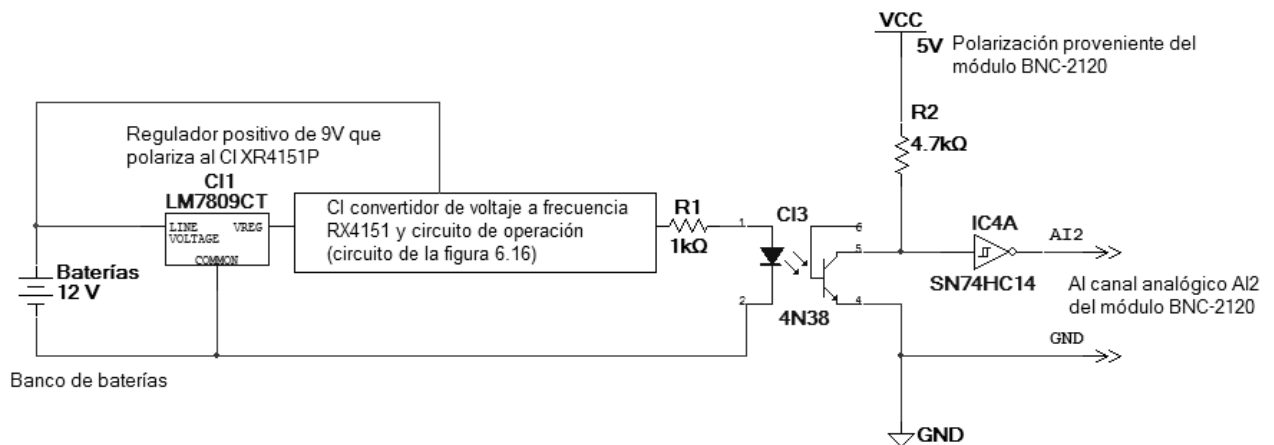 VCC
5V
Polarización proveniente del
módulo BNC-2120
R2
4.7kΩ
Regulador positivo de 9V que
polariza al CI XR4151P
CI1
LM7809CT
LINE
VOLTAGE
VREG
COMMON
CI convertidor de voltaje a frecuencia
RX4151 y circuito de operación
(circuito de la figura 6.16)
R1
1kΩ
1
2
CI3
6
5
4
4N38
IC4A
SN74HC14
AI2
Al canal analógico AI2
del módulo BNC-2120
GND
Baterías
12 V
Banco de baterías
GND